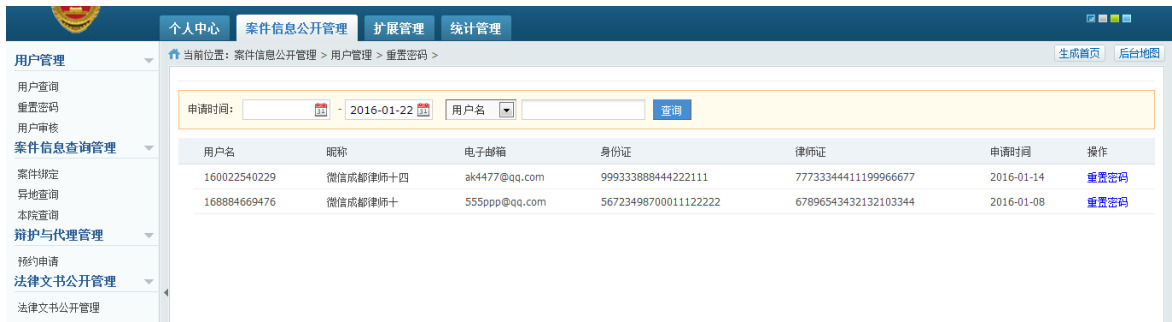 个人中心 案件信息公开管理 扩展管理 统计管理
当前位置：案件信息公开管理 > 用户管理 > 重置密码 >
生成首页 后台地图
用户管理
用户查询
重置密码
用户审核
案件信息查询管理
案件绑定
异地查询
本院查询
辩护与代理管理
预约申请
法律文书公开管理
法律文书公开管理
申请时间： - 2016-01-22 用户名 查询
用户名 昵称 电子邮箱 身份证 律师证 申请时间 操作
160022540229 微信成都律师十四 ak4477@qq.com 999333888444222111 77733344411199966677 2016-01-14 重置密码
168884669476 微信成都律师十 555ppp@qq.com 56723498700011122222 67896543432132103344 2016-01-08 重置密码